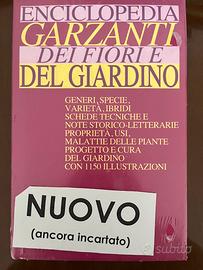 ENCICLOPEDIA
GARZANTI
DEI FIORI E
DEL GIARDINO
GENERI, SPECIE,
VARIETÀ, IBRIDI
SCHEDE TECNICHE E
NOTE STORICO-LETTERARIE
PROPRIETÀ, USI,
MALATTIE DELLE PIANTE
PROGETTO E CURA
DEL GIARDINO
CON 1150 ILLUSTRAZIONI
NUOVO
(ancora incartato)
subito